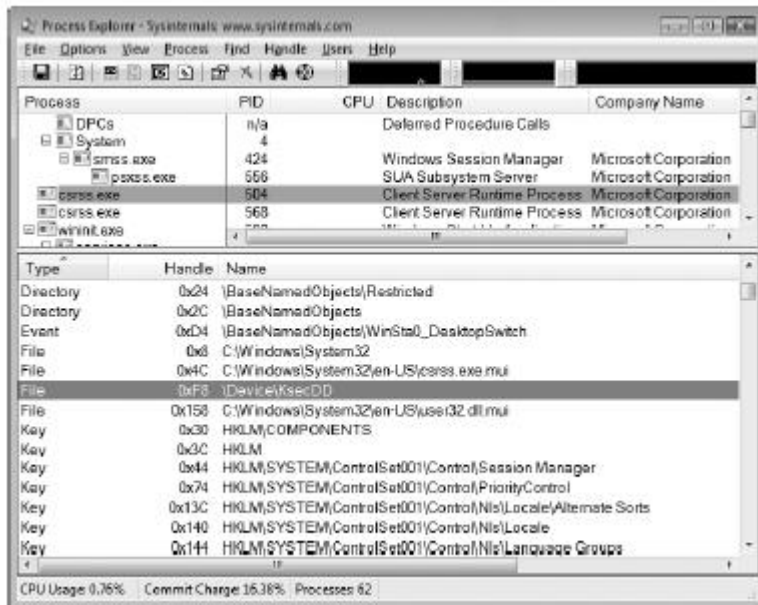 Process Explorer - Sysinternals: www.sysinternals.com
File Options View Process Find Handle Users Help
Process PID CPU Description Company Name
DPCs n/a Deferred Procedure Calls
System 4
smss.exe 424 Windows Session Manager Microsoft Corporation
psxss.exe 556 SUA Subsystem Server Microsoft Corporation
csrss.exe 504 Client Server Runtime Process Microsoft Corporation
csrss.exe 568 Client Server Runtime Process Microsoft Corporation
wininit.exe
Type Handle Name
Directory 0x24 \BaseNamedObjects\Restricted
Directory 0x2C \BaseNamedObjects
Event 0xD4 \BaseNamedObjects\WinSta0_DesktopSwitch
File 0x8 C:\Windows\System32
File 0x4C C:\Windows\System32\en-US\csrss.exe.mui
File 0xF8 \Device\KsecDD
File 0x158 C:\Windows\System32\en-US\user32.dll.mui
Key 0x30 HKLM\COMPONENTS
Key 0x3C HKLM
Key 0x44 HKLM\SYSTEM\ControlSet001\Control\Session Manager
Key 0x74 HKLM\SYSTEM\ControlSet001\Control\PriorityControl
Key 0x13C HKLM\SYSTEM\ControlSet001\Control\Nls\Locale\Alternate Sorts
Key 0x140 HKLM\SYSTEM\ControlSet001\Control\Nls\Locale
Key 0x144 HKLM\SYSTEM\ControlSet001\Control\Nls\Language Groups
CPU Usage: 0.76% Commit Charge: 16.38% Processes: 62